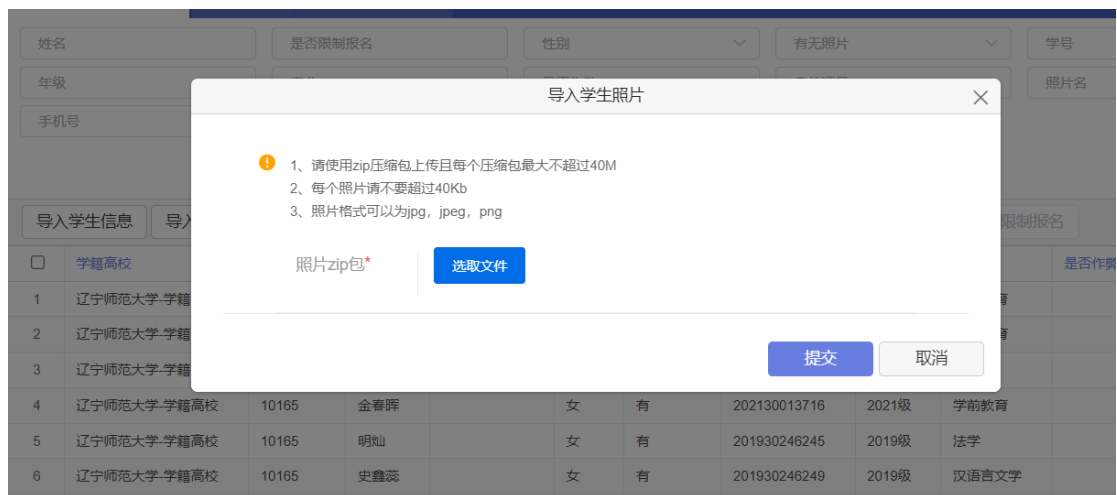 姓名 是否限制报名 性别 有无照片 学号
年级 照片名
手机号
导入学生照片
1、请使用zip压缩包上传且每个压缩包最大不超过40M
2、每个照片请不要超过40Kb
3、照片格式可以为jpg，jpeg，png
导入学生信息 导入 限制报名
照片zip包* 选取文件
学籍高校 是否作弊
1 辽宁师范大学-学籍 育
2 辽宁师范大学-学籍 育
3 辽宁师范大学-学籍
提交 取消
4 辽宁师范大学-学籍高校 10165 金春晖 女 有 202130013716 2021级 学前教育
5 辽宁师范大学-学籍高校 10165 明灿 女 有 201930246245 2019级 法学
6 辽宁师范大学-学籍高校 10165 史鑫蕊 女 有 201930246249 2019级 汉语言文学